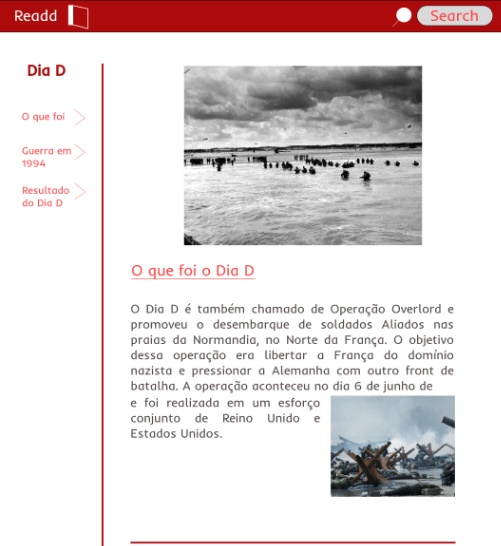 Readd
Search
Dia D
O que foi
Guerra em
1994
Resultado
do Dia D
O que foi o Dia D
O Dia D é também chamado de Operação Overlord e
promoveu o desembarque de soldados Aliados nas
praias da Normandia, no Norte da França. O objetivo
dessa operação era libertar a França do domínio
nazista e pressionar a Alemanha com outro front de
batalha. A operação aconteceu no dia 6 de junho de
e foi realizada em um esforço
conjunto de Reino Unido e
Estados Unidos.